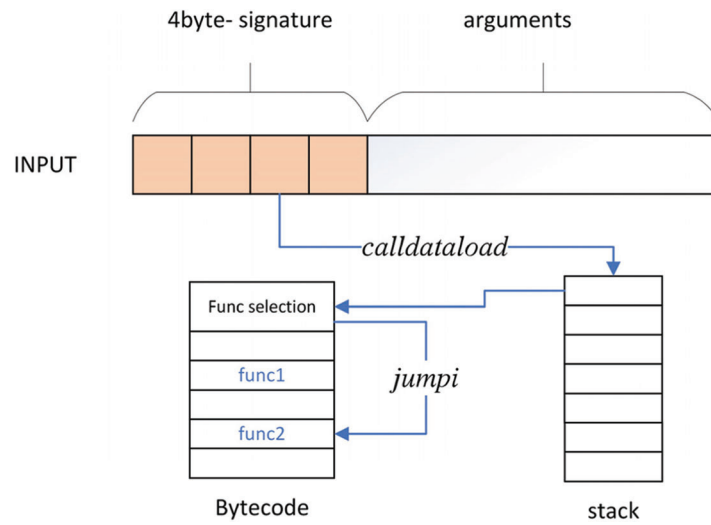 4byte- signature
arguments
INPUT
calldataload
Func selection
func1
jumpi
func2
Bytecode
stack